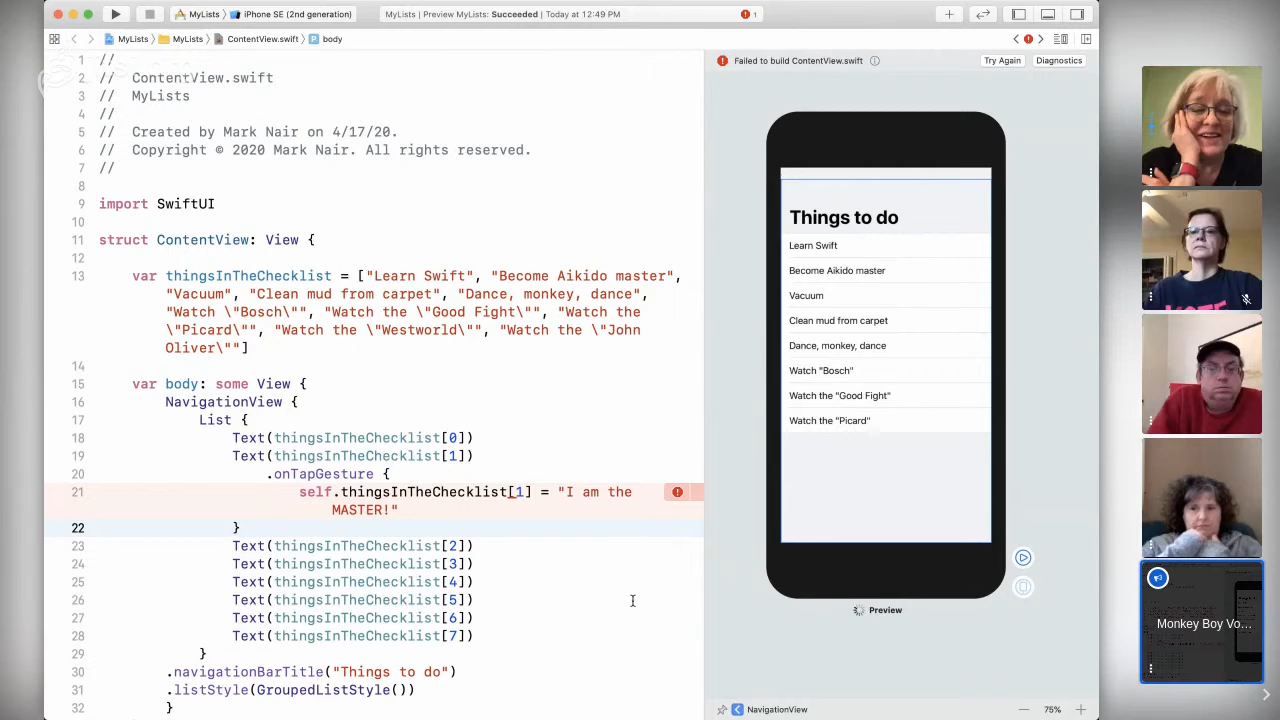 MyLists
iPhone SE (2nd generation)
MyLists | Preview MyLists: Succeeded | Today at 12:49 PM
1
MyLists
MyLists
ContentView.swift
body
Failed to build ContentView.swift
Try Again
Diagnostics
1 //
2 // ContentView.swift
3 // MyLists
4 //
5 // Created by Mark Nair on 4/17/20.
6 // Copyright © 2020 Mark Nair. All rights reserved.
7 //
8
9 import SwiftUI
10
11 struct ContentView: View {
12
13 var thingsInTheChecklist = ["Learn Swift", "Become Aikido master",
"Vacuum", "Clean mud from carpet", "Dance, monkey, dance",
"Watch \"Bosch\"", "Watch the \"Good Fight\"", "Watch the
\"Picard\"", "Watch the \"Westworld\"", "Watch the \"John
Oliver\""]
14
15 var body: some View {
16 NavigationView {
17 List {
18 Text(thingsInTheChecklist[0])
19 Text(thingsInTheChecklist[1])
20 .onTapGesture {
21 self.thingsInTheChecklist[1] = "I am the
MASTER!"
22 }
23 Text(thingsInTheChecklist[2])
24 Text(thingsInTheChecklist[3])
25 Text(thingsInTheChecklist[4])
26 Text(thingsInTheChecklist[5])
27 Text(thingsInTheChecklist[6])
28 Text(thingsInTheChecklist[7])
29 }
30 .navigationBarTitle("Things to do")
31 .listStyle(GroupedListStyle())
32 }
Things to do
Learn Swift
Become Aikido master
Vacuum
Clean mud from carpet
Dance, monkey, dance
Watch "Bosch"
Watch the "Good Fight"
Watch the "Picard"
Preview
NavigationView
75%
Monkey Boy Vo...